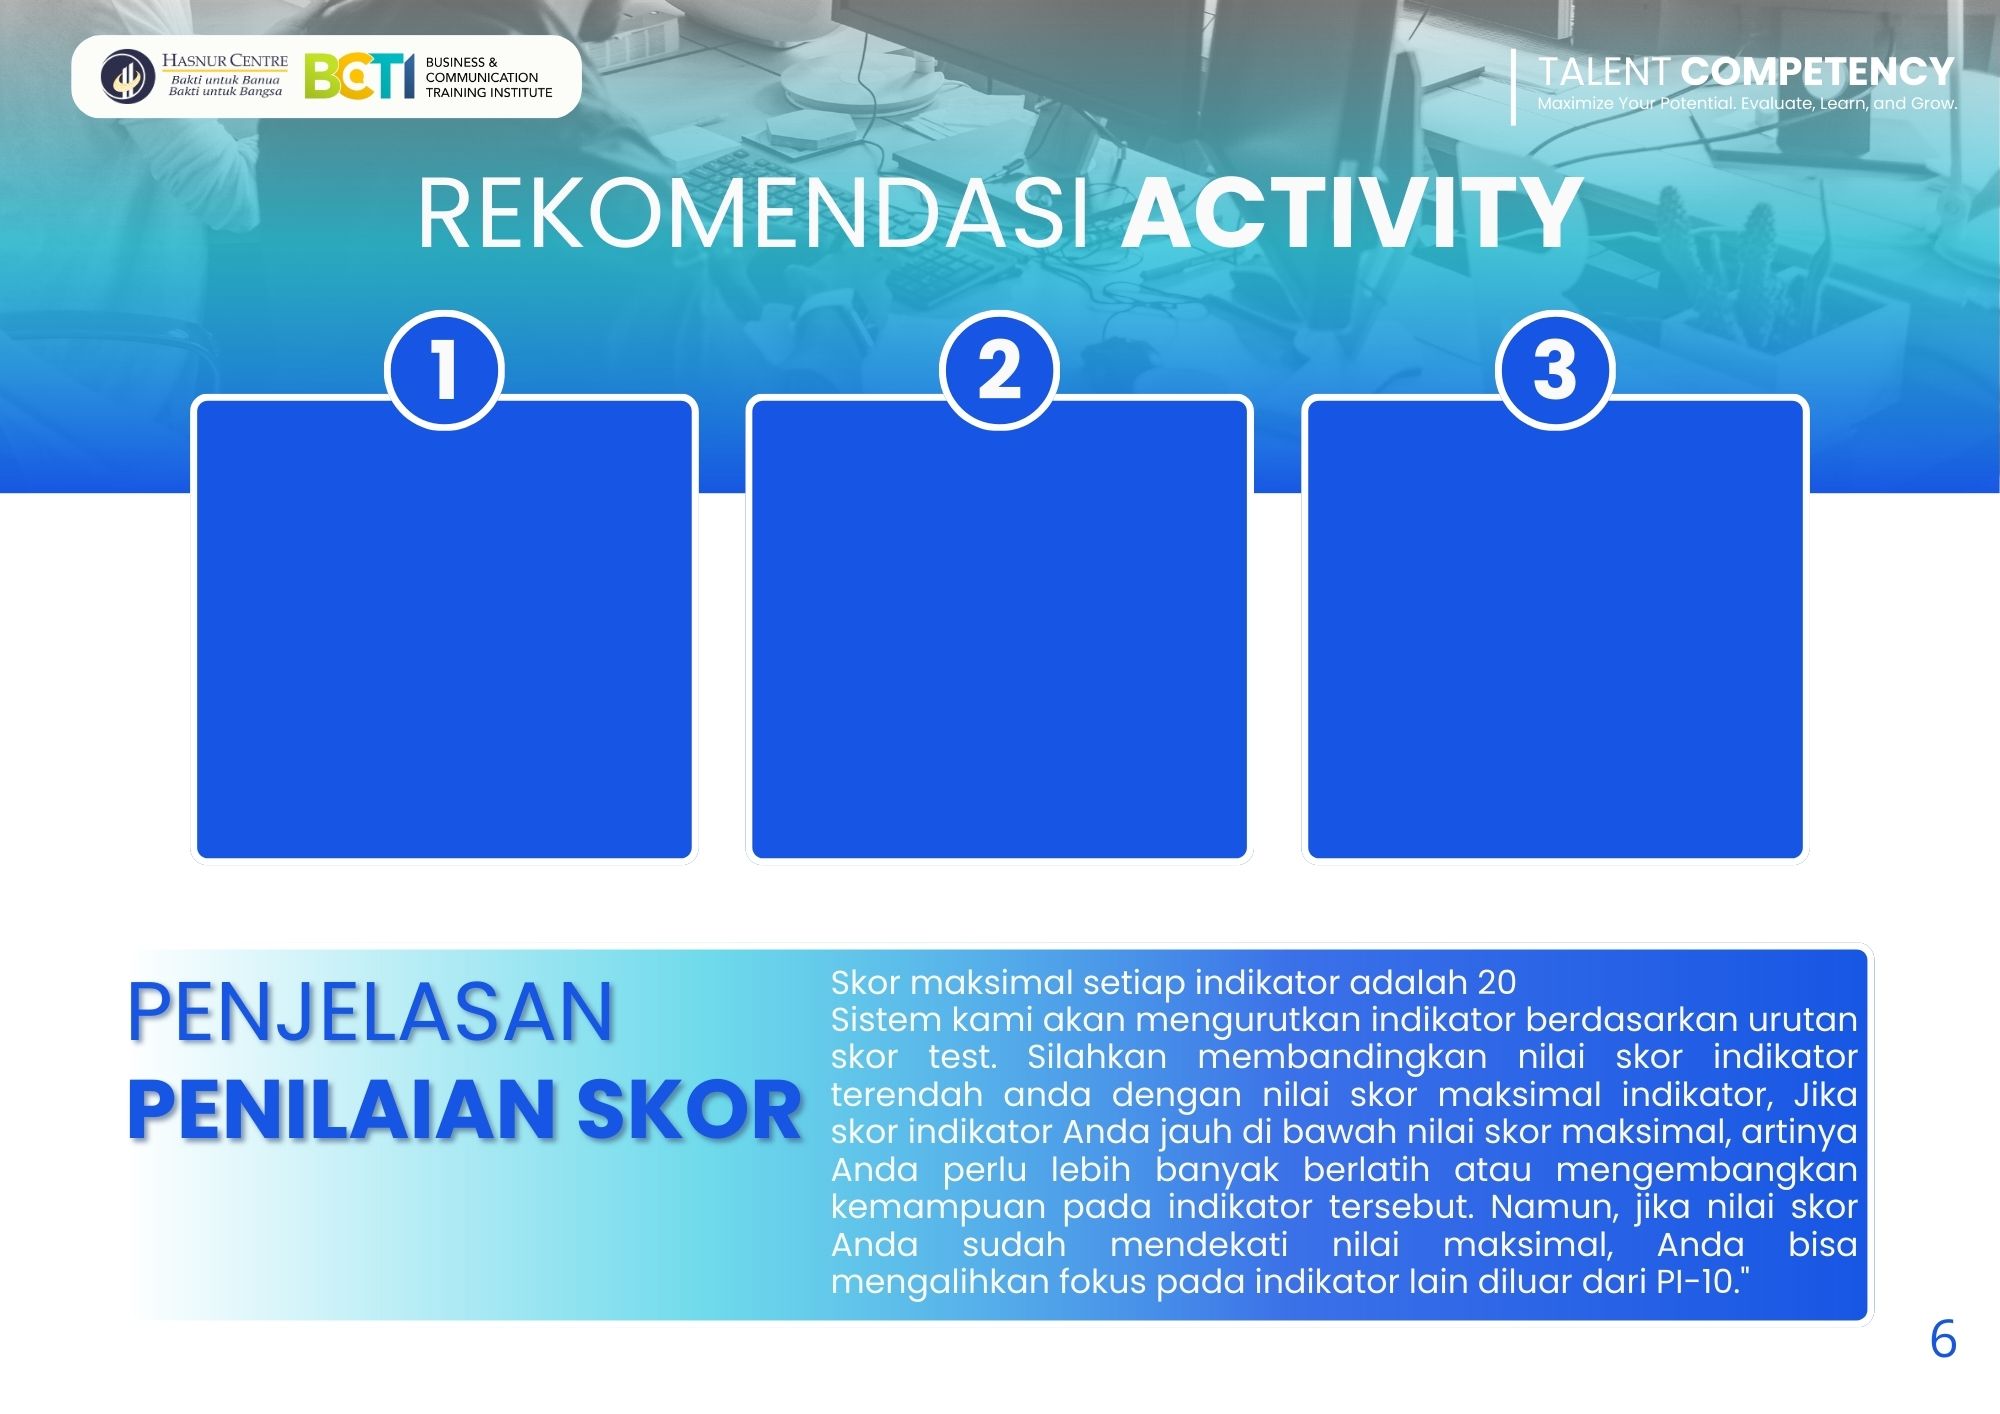 HASNUR CENTRE
Bakti untuk Banua
Bakti untuk Bangsa
BCTI
BUSINESS &
COMMUNICATION
TRAINING INSTITUTE
TALENT COMPETENCY
Maximize Your Potential. Evaluate, Learn, and Grow.
REKOMENDASI ACTIVITY
1
2
3
PENJELASAN
PENILAIAN SKOR
Skor maksimal setiap indikator adalah 20
Sistem kami akan mengurutkan indikator berdasarkan urutan
skor test. Silahkan membandingkan nilai skor indikator
terendah anda dengan nilai skor maksimal indikator, Jika
skor indikator Anda jauh di bawah nilai skor maksimal, artinya
Anda perlu lebih banyak berlatih atau mengembangkan
kemampuan pada indikator tersebut. Namun, jika nilai skor
Anda sudah mendekati nilai maksimal, Anda bisa
mengalihkan fokus pada indikator lain diluar dari PI-10."
6